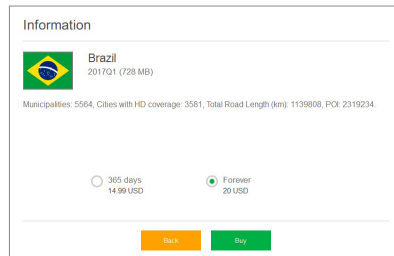 Information
Brazil
2017Q1 (728 MB)
Municipalities: 5564, Cities with HD coverage: 3581, Total Road Length (km): 1139808, POI: 2319234.
365 days
14.99 USD
Forever
20 USD
Back
Buy